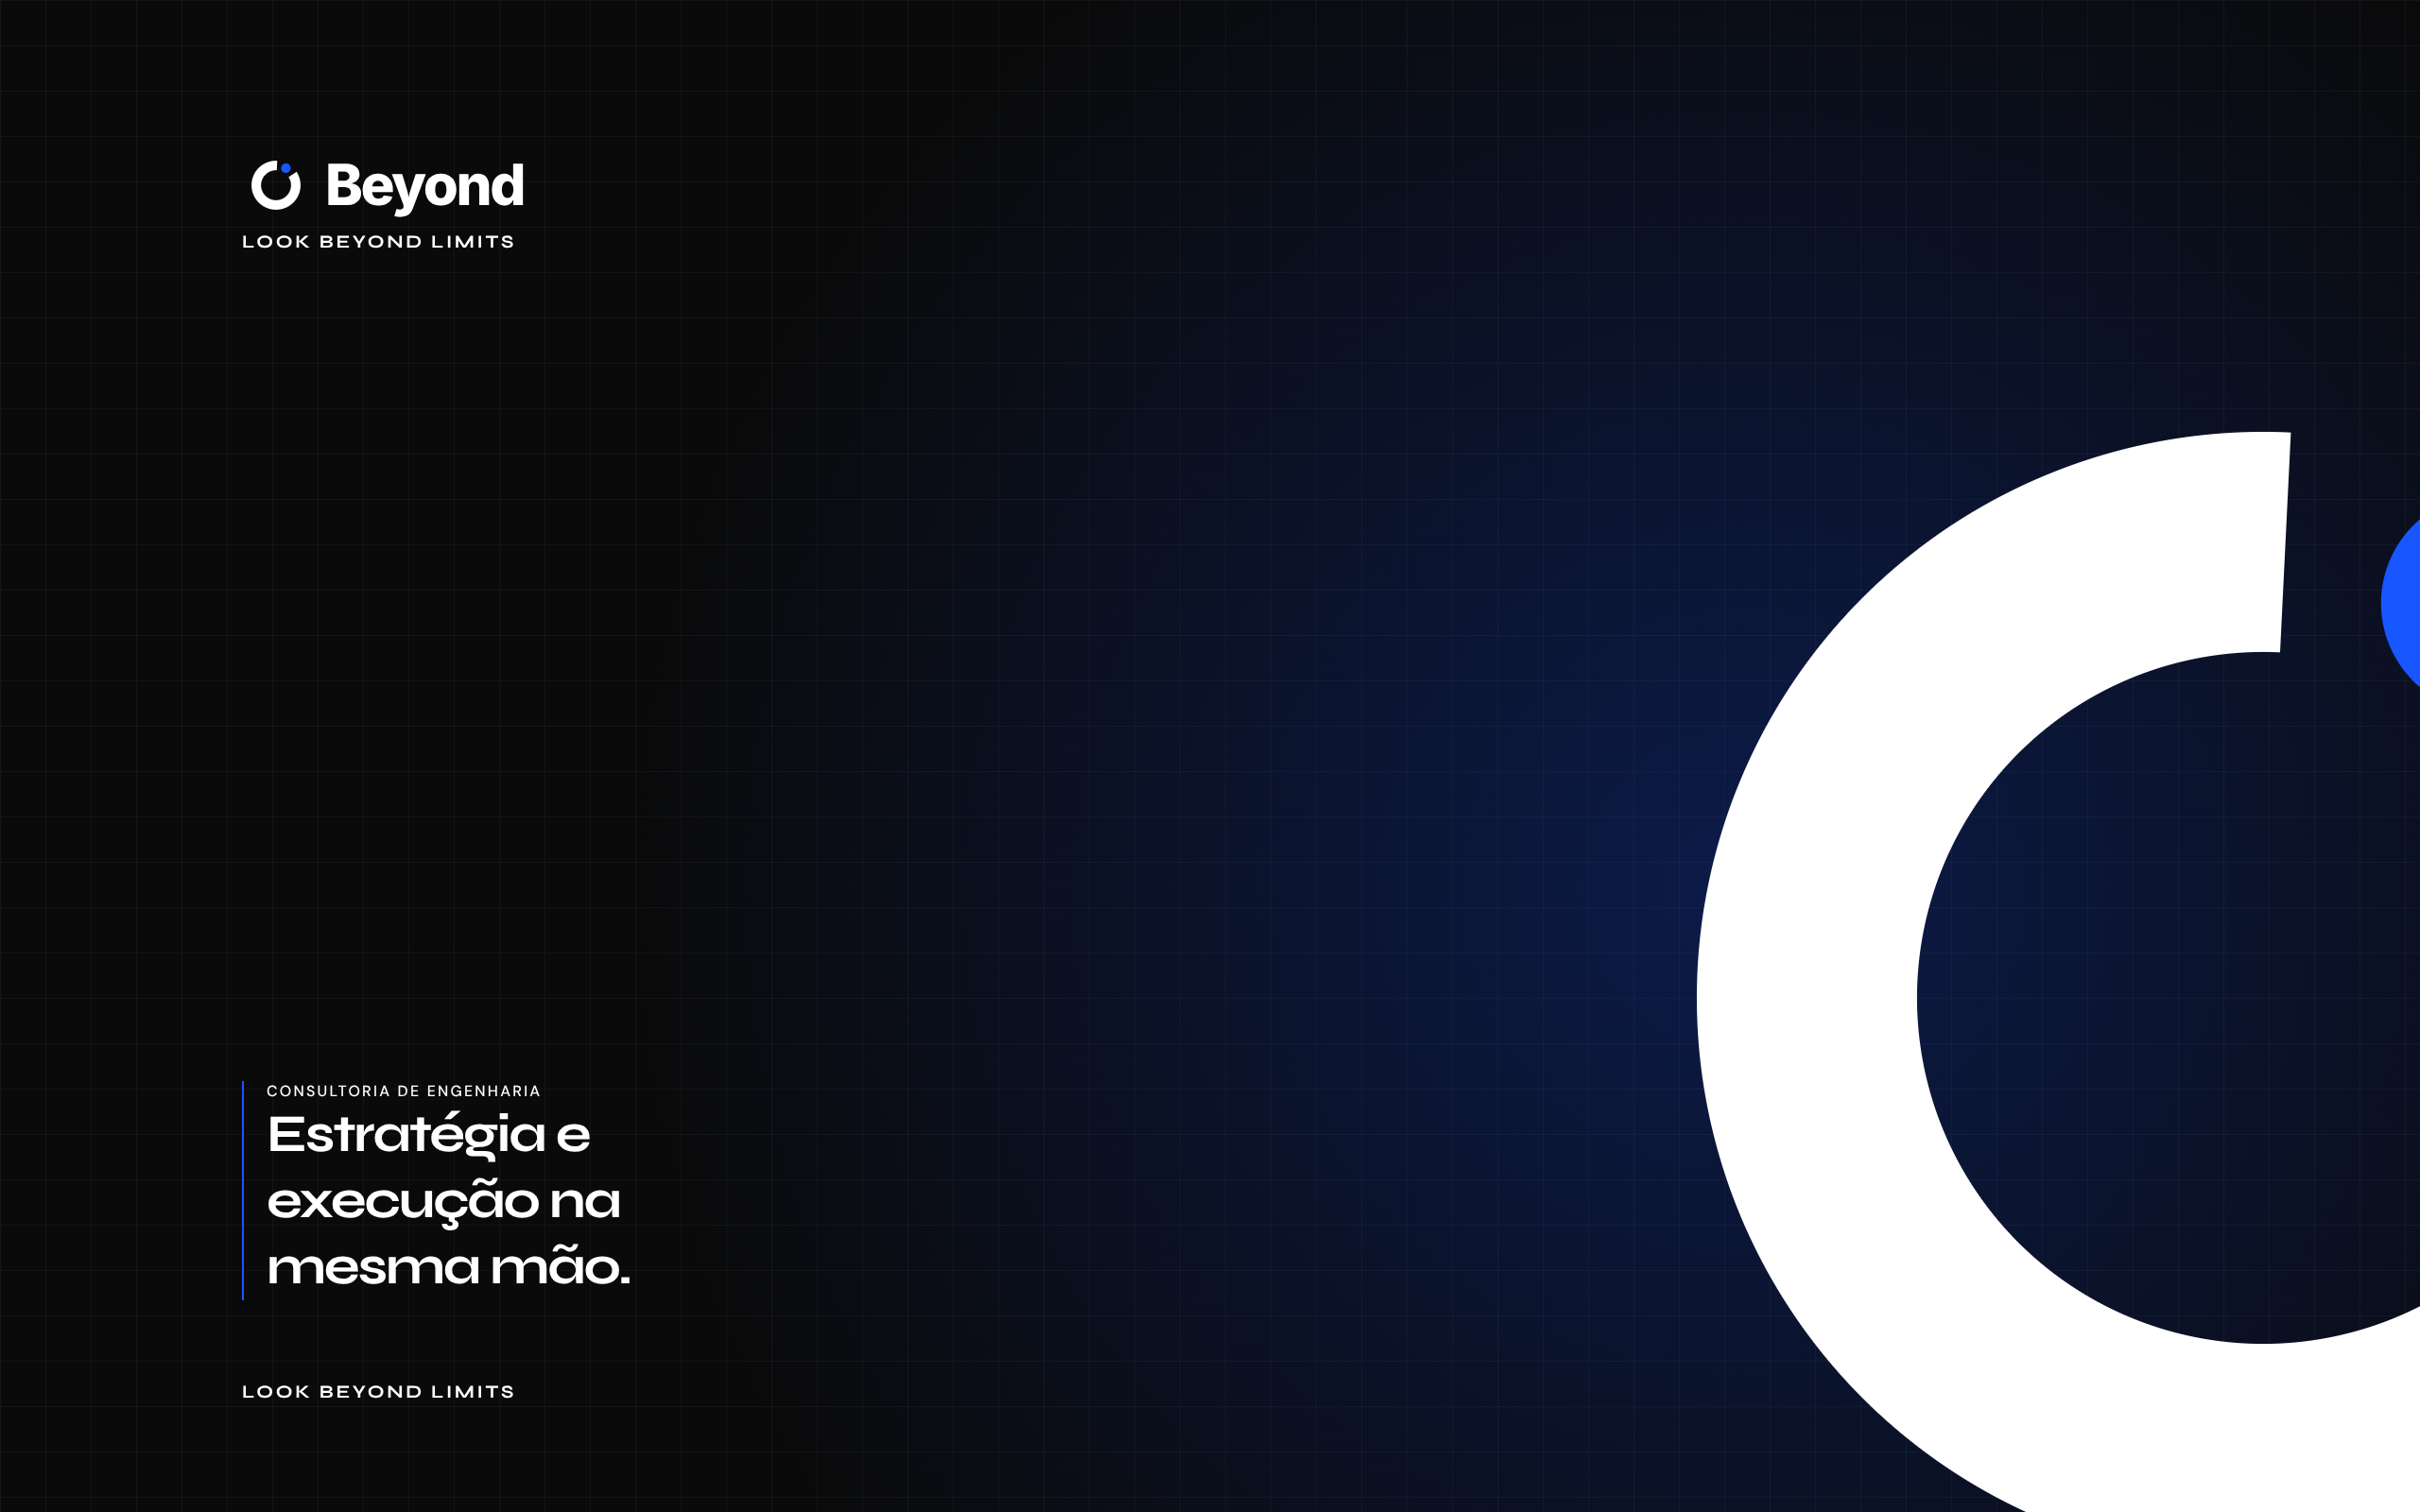 Beyond
LOOK BEYOND LIMITS
CONSULTORIA DE ENGENHARIA
Estratégia e
execução na
mesma mão.
LOOK BEYOND LIMITS